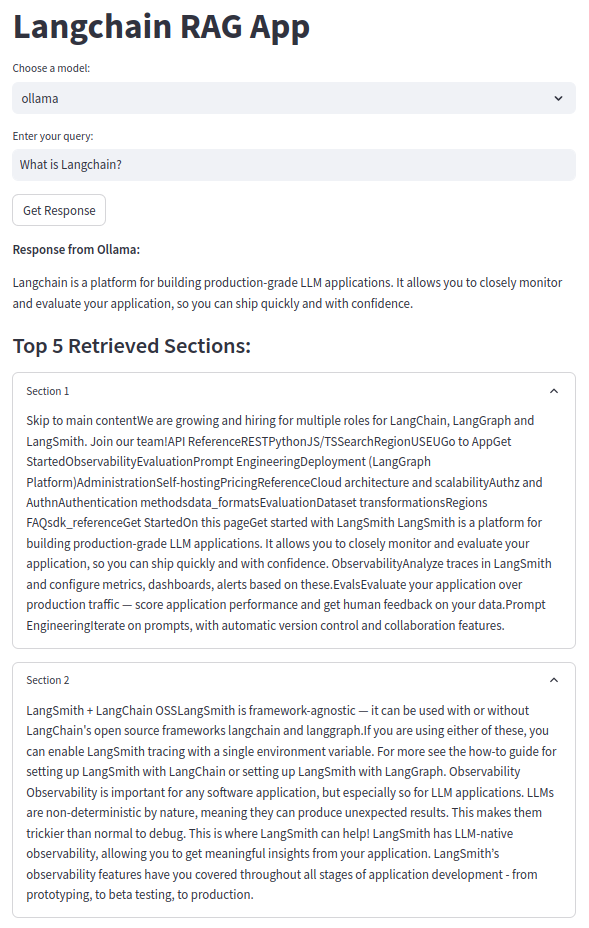 Langchain RAG App
Choose a model:
ollama
Enter your query:
What is Langchain?
Get Response
Response from Ollama:
Langchain is a platform for building production-grade LLM applications. It allows you to closely monitor
and evaluate your application, so you can ship quickly and with confidence.
Top 5 Retrieved Sections:
Section 1
Skip to main contentWe are growing and hiring for multiple roles for LangChain, LangGraph and
LangSmith. Join our team!API ReferenceRESTPythonJS/TSSearchRegionUSEUGo to AppGet
StartedObservabilityEvaluationPrompt EngineeringDeployment (LangGraph
Platform)AdministrationSelf-hostingPricingReferenceCloud architecture and scalabilityAuthz and
AuthnAuthentication methodsdata_formatsEvaluationDataset transformationsRegions
FAQsdk_referenceGet StartedOn this pageGet started with LangSmith LangSmith is a platform for
building production-grade LLM applications. It allows you to closely monitor and evaluate your
application, so you can ship quickly and with confidence. ObservabilityAnalyze traces in LangSmith
and configure metrics, dashboards, alerts based on these.EvalsEvaluate your application over
production traffic — score application performance and get human feedback on your data.Prompt
EngineeringIterate on prompts, with automatic version control and collaboration features.
Section 2
LangSmith + LangChain OSSLangSmith is framework-agnostic — it can be used with or without
LangChain's open source frameworks langchain and langgraph.If you are using either of these, you
can enable LangSmith tracing with a single environment variable. For more see the how-to guide for
setting up LangSmith with LangChain or setting up LangSmith with LangGraph. Observability
Observability is important for any software application, but especially so for LLM applications. LLMs
are non-deterministic by nature, meaning they can produce unexpected results. This makes them
trickier than normal to debug. This is where LangSmith can help! LangSmith has LLM-native
observability, allowing you to get meaningful insights from your application. LangSmith’s
observability features have you covered throughout all stages of application development - from
prototyping, to beta testing, to production.